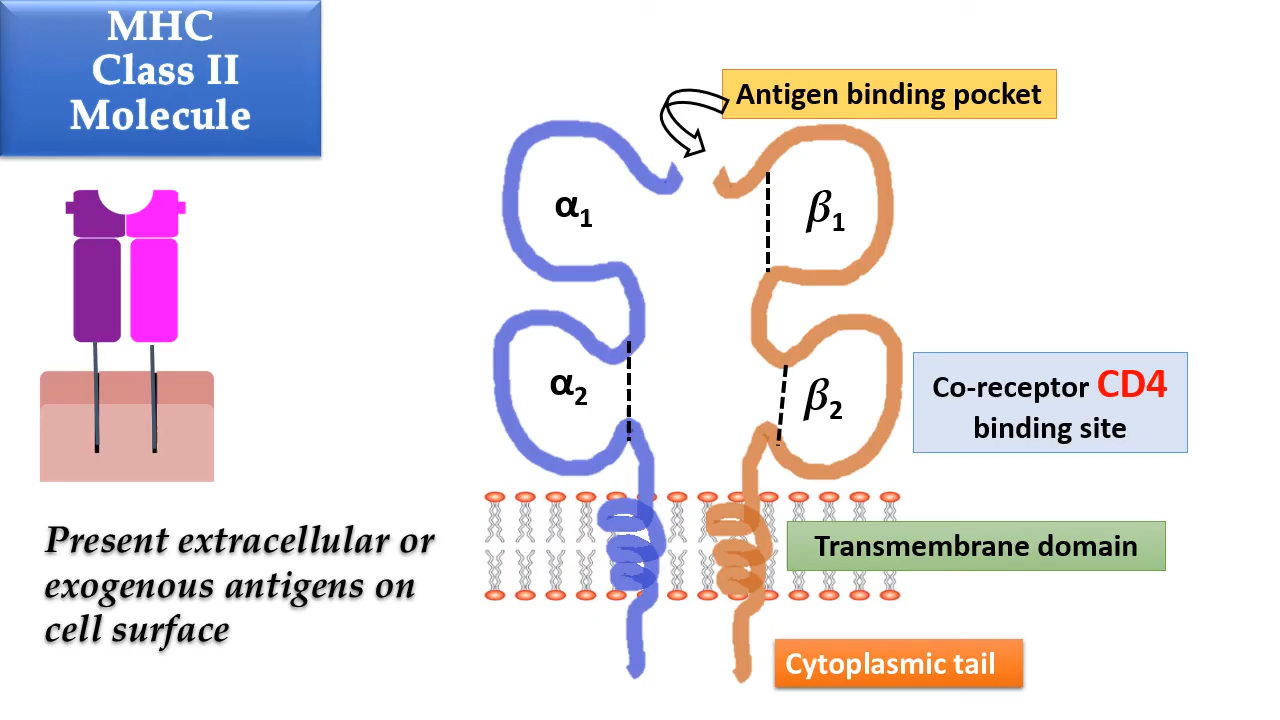 MHC
Class II
Molecule
Antigen binding pocket
α1
β1
α2
β2
Co-receptor CD4
binding site
Transmembrane domain
Present extracellular or
exogenous antigens on
cell surface
Cytoplasmic tail